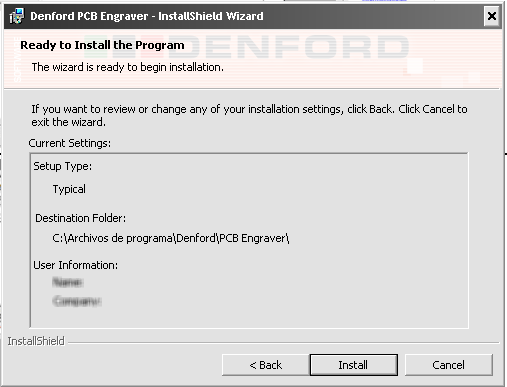 Denford PCB Engraver - InstallShield Wizard
DENFORD
Ready to Install the Program
The wizard is ready to begin installation.
If you want to review or change any of your installation settings, click Back. Click Cancel to
exit the wizard.
Current Settings:
Setup Type:
Typical
Destination Folder:
C:\Archivos de programa\Denford\PCB Engraver\
User Information:
Name:
Company:
InstallShield
< Back
Install
Cancel